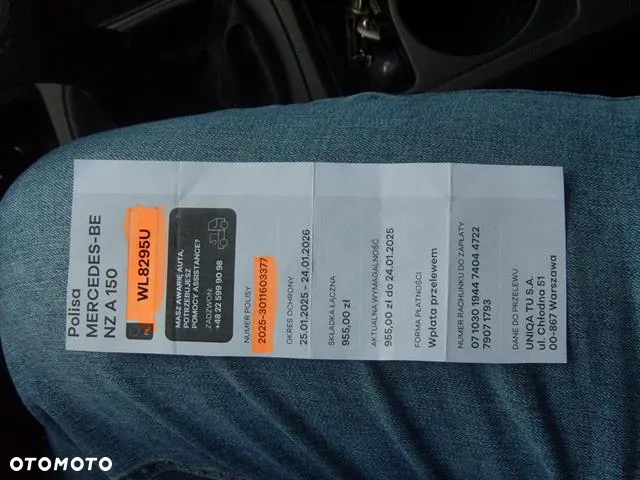 Polisa
MERCEDES-BE
NZ A 150
PL
WL8295U
MASZ AWARIĘ AUTA,
POTRZEBUJESZ
POMOCY ASSISTANCE?
ZADZWOŃ:
+48 22 599 90 98
NUMER POLISY
2025-3011603377
OKRES OCHRONY
25.01.2025 - 24.01.2026
SKŁADKA ŁĄCZNA
955,00 zł
AKTUALNA WYMAGALNOŚĆ
955,00 zł do 24.01.2025
FORMA PŁATNOŚCI
Wpłata przelewem
NUMER RACHUNKU DO ZAPŁATY
07 1030 1944 7404 4722
7907 1793
DANE DO PRZELEWU
UNIQA TU S.A.
ul. Chłodna 51
00-867 Warszawa
OTOMOTO